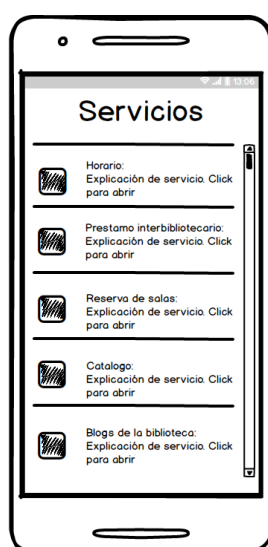 13:06
Servicios
Horario:
Explicación de servicio. Click
para abrir
Prestamo interbibliotecario:
Explicación de servicio. Click
para abrir
Reserva de salas:
Explicación de servicio. Click
para abrir
Catalogo:
Explicación de servicio. Click
para abrir
Blogs de la biblioteca:
Explicación de servicio. Click
para abrir